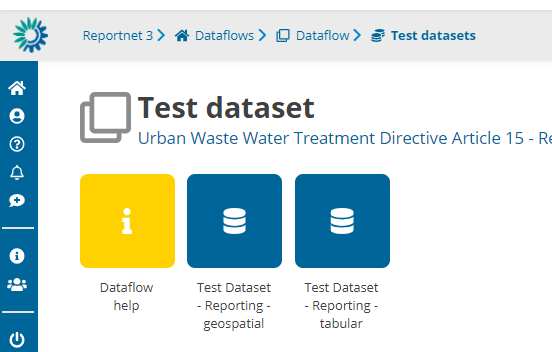 Reportnet 3 Dataflows Dataflow Test datasets
Test dataset
Urban Waste Water Treatment Directive Article 15 -
Dataflow
help
Test Dataset
- Reporting -
geospatial
Test Dataset
- Reporting -
tabular